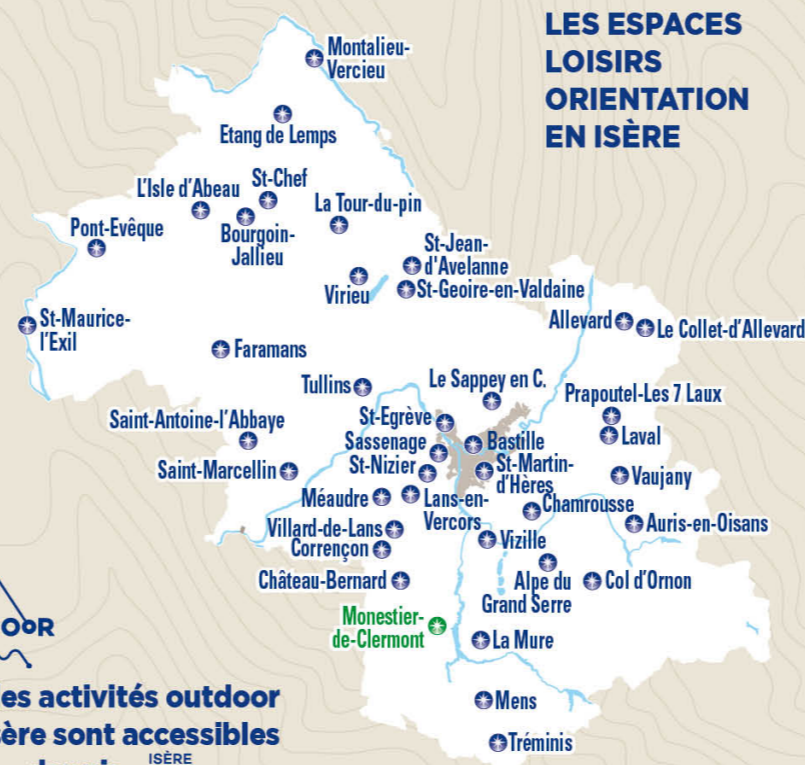 LES ESPACES
LOISIRS
ORIENTATION
EN ISÈRE
Montalieu-
Vercieu
Etang de Lemps
L'Isle d'Abeau
St-Chef
La Tour-du-pin
Pont-Evêque
Bourgoin-
Jallieu
St-Jean-
d'Avelanne
Virieu
St-Geoire-en-Valdaine
St-Maurice-
l'Exil
Allevard
Le Collet-d'Allevard
Faramans
Tullins
Le Sappey en C.
Prapoutel-Les 7 Laux
Saint-Antoine-l'Abbaye
St-Egrève
Bastille
Laval
Sassenage
Saint-Marcellin
St-Nizier
St-Martin-
d'Hères
Vaujany
Méaudre
Lans-en-
Vercors
Chamrousse
Villard-de-Lans
Auris-en-Oisans
Corrençon
Vizille
Château-Bernard
Alpe du
Grand Serre
Col d'Ornon
Monestier-
de-Clermont
La Mure
OOR
es activités outdoor
sère sont accessibles
ISÈRE
Mens
Tréminis